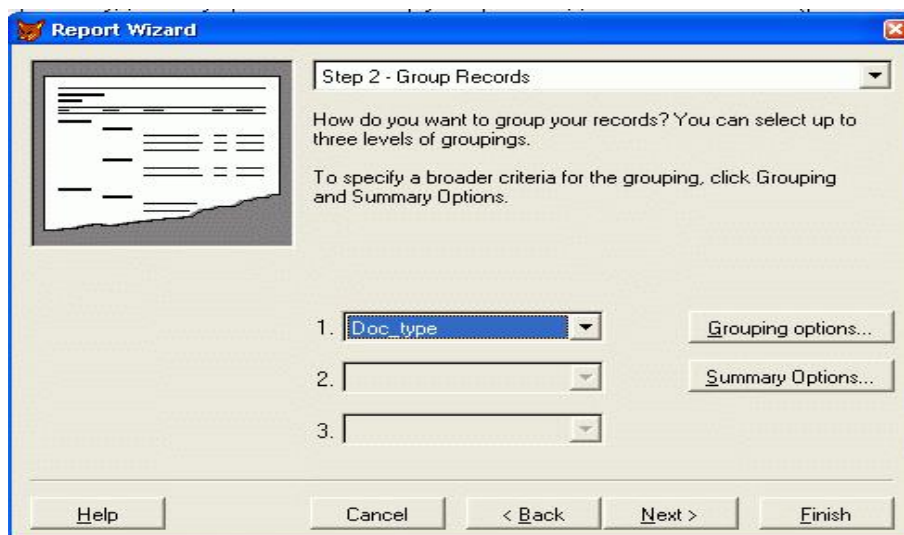 Report Wizard
Step 2 - Group Records
How do you want to group your records? You can select up to
three levels of groupings.
To specify a broader criteria for the grouping, click Grouping
and Summary Options.
1. Doc_type
Grouping options...
2.
Summary Options...
3.
Help
Cancel
< Back
Next >
Finish